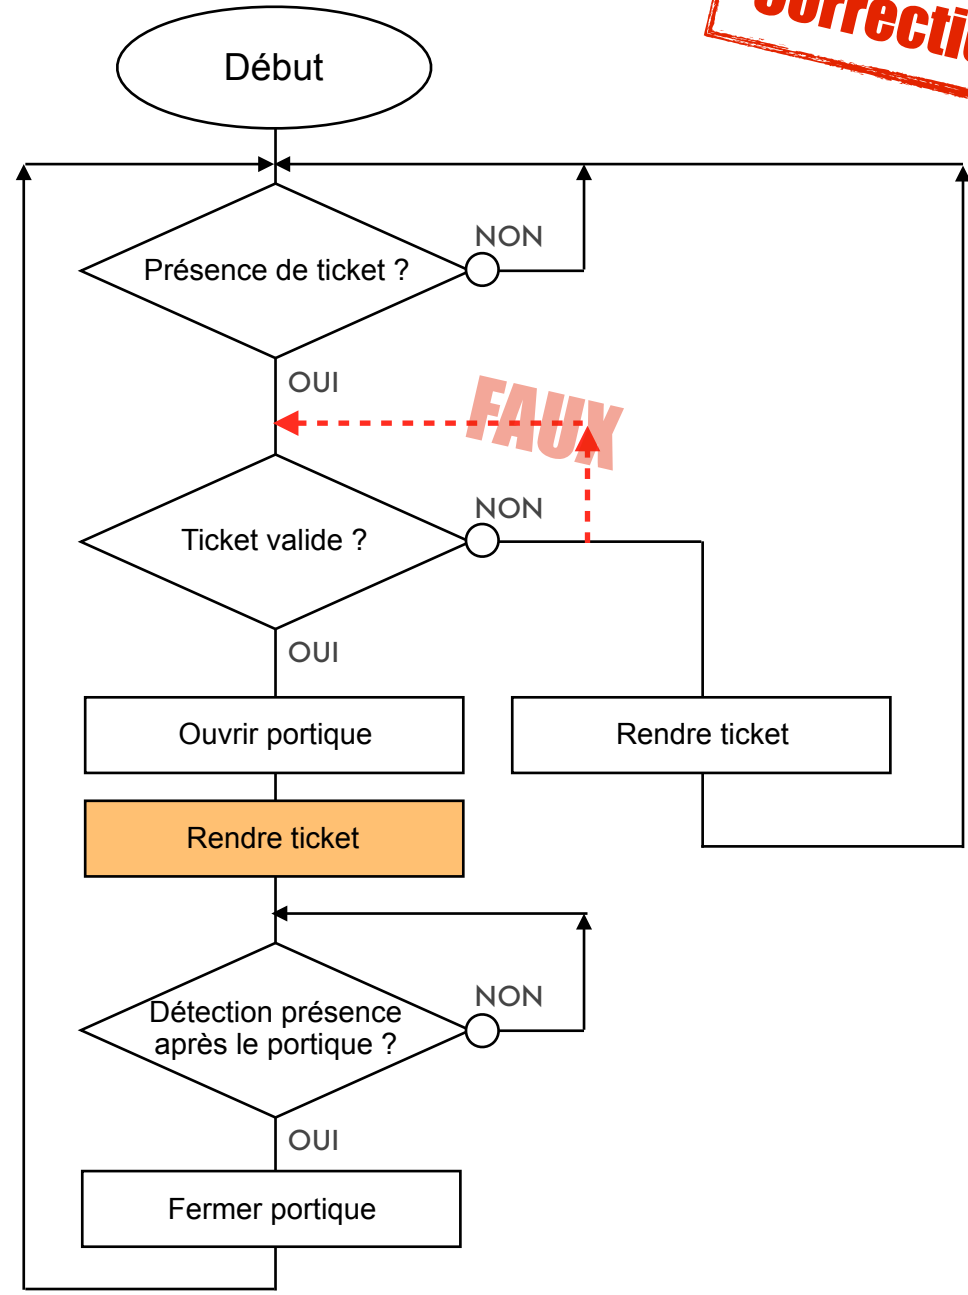 Début
Présence de ticket ?
NON
OUI
FAUX
Ticket valide ?
NON
OUI
Ouvrir portique
Rendre ticket
Rendre ticket
Détection présence
après le portique ?
NON
OUI
Fermer portique